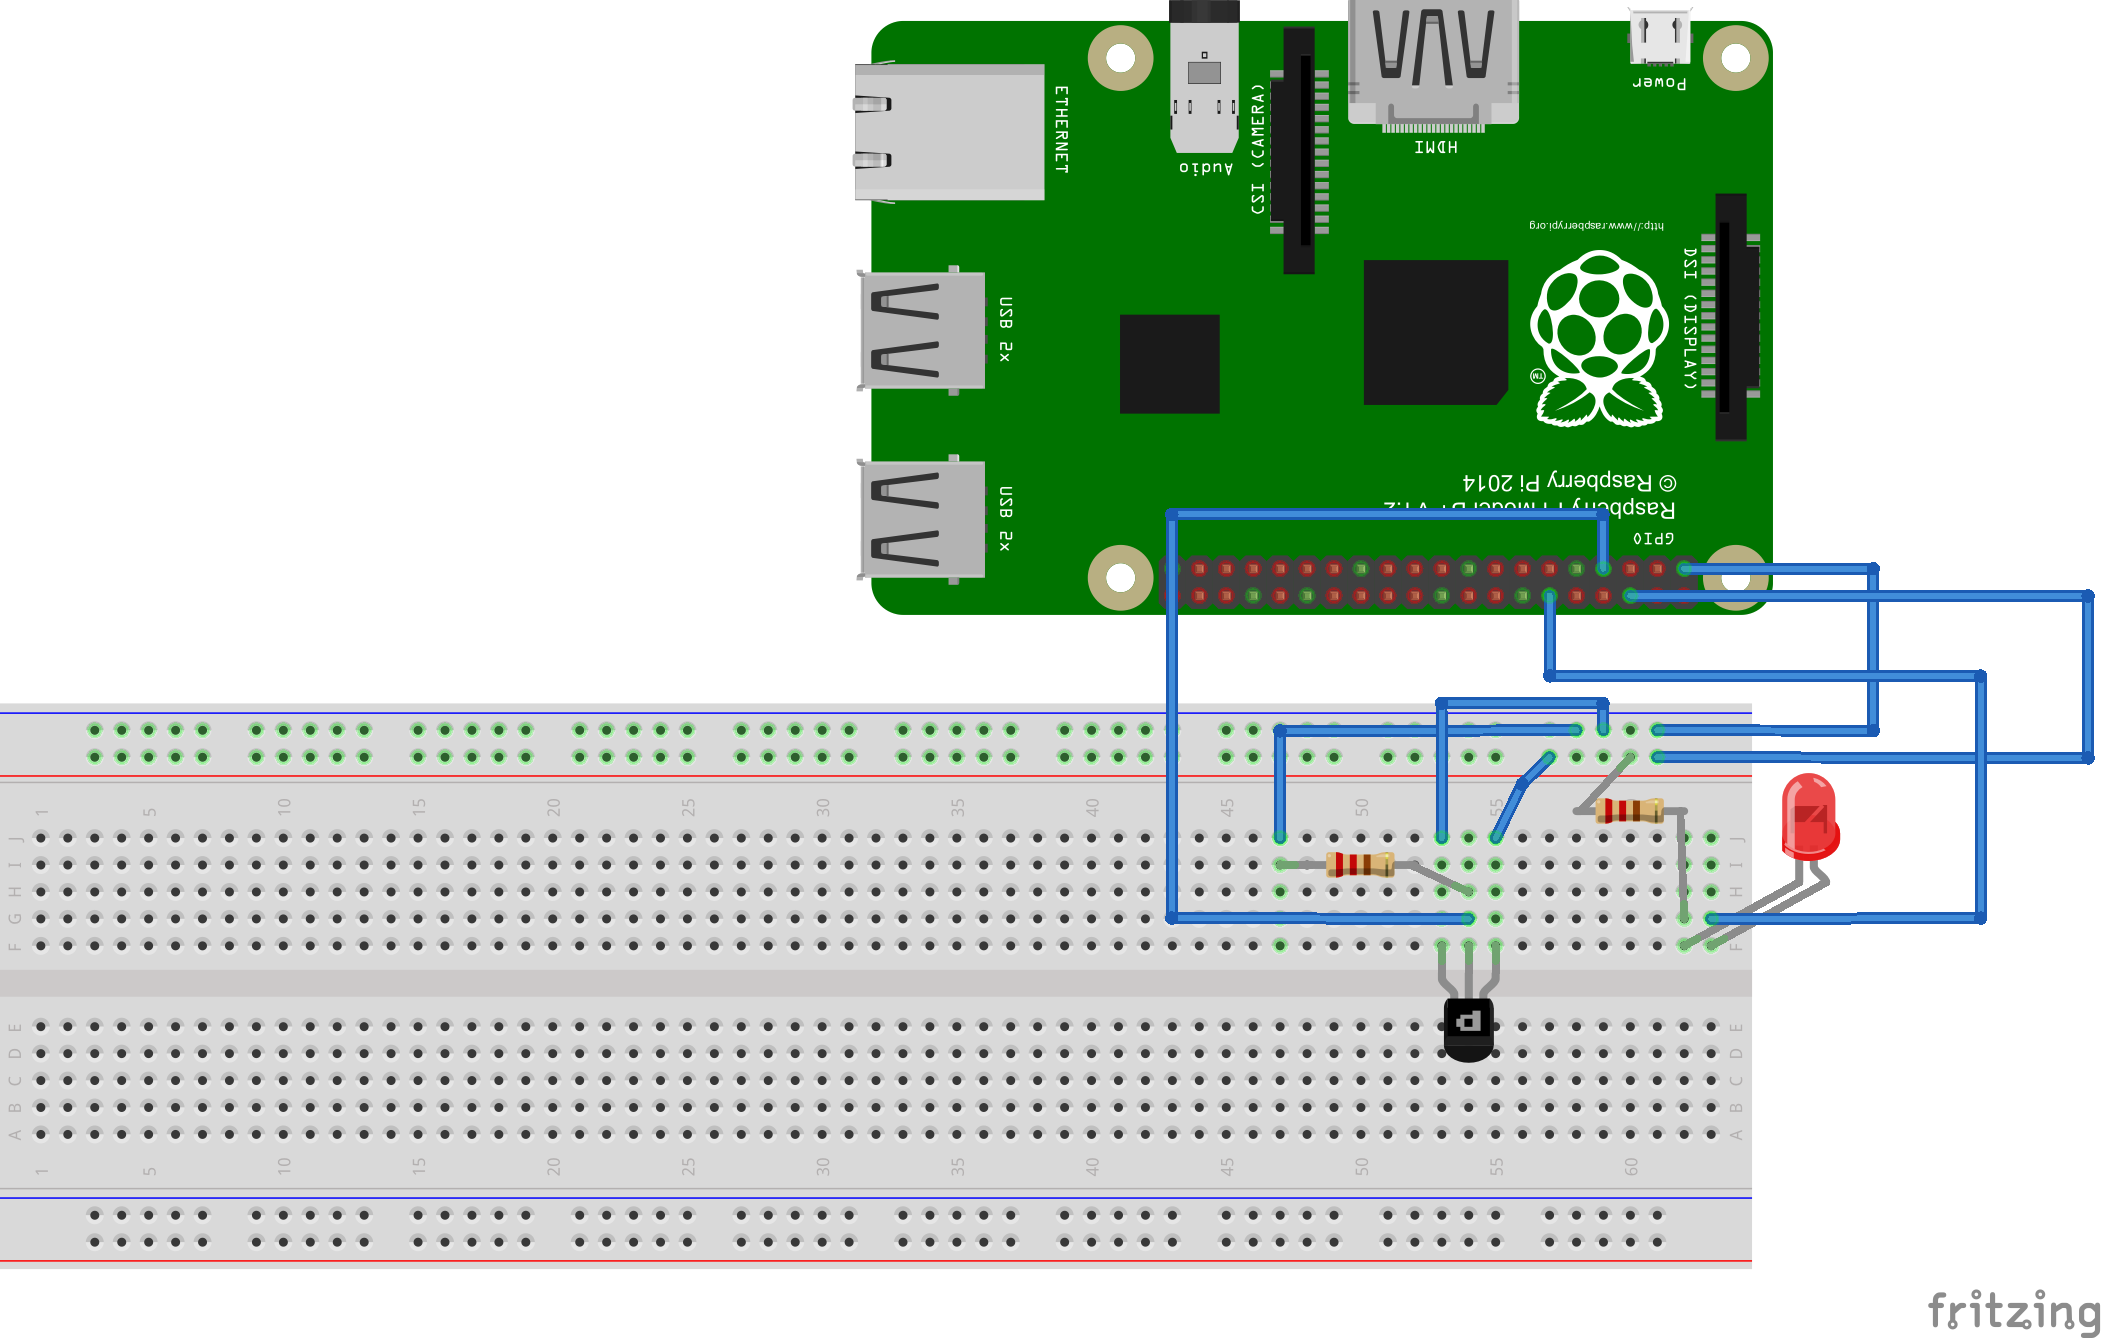 ETHERNET
Audio
CSI (CAMERA)
HDMI
Power
http://www.raspberrypi.org
DSI (DISPLAY)
TM
USB 2x
USB 2x
© Raspberry Pi 2014
Raspberry Pi Model B+ V1.2
GPIO
1 5 10 15 20 25 30 35 40 45 50 55 60
J J
I I
H H
G
F F
E E
D D
C C
B B
A A
1 5 10 15 20 25 30 35 40 45 50 55 60
fritzing